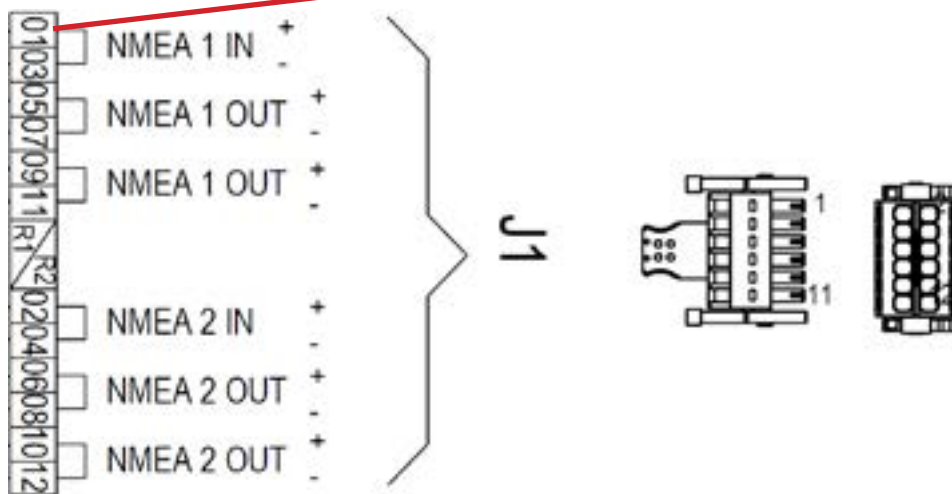 01 NMEA 1 IN +
03 -
05 NMEA 1 OUT +
07 -
09 NMEA 1 OUT +
11 -
R1 R2
02 NMEA 2 IN +
04 -
06 NMEA 2 OUT +
08 -
10 NMEA 2 OUT +
12 -
J1
1
11